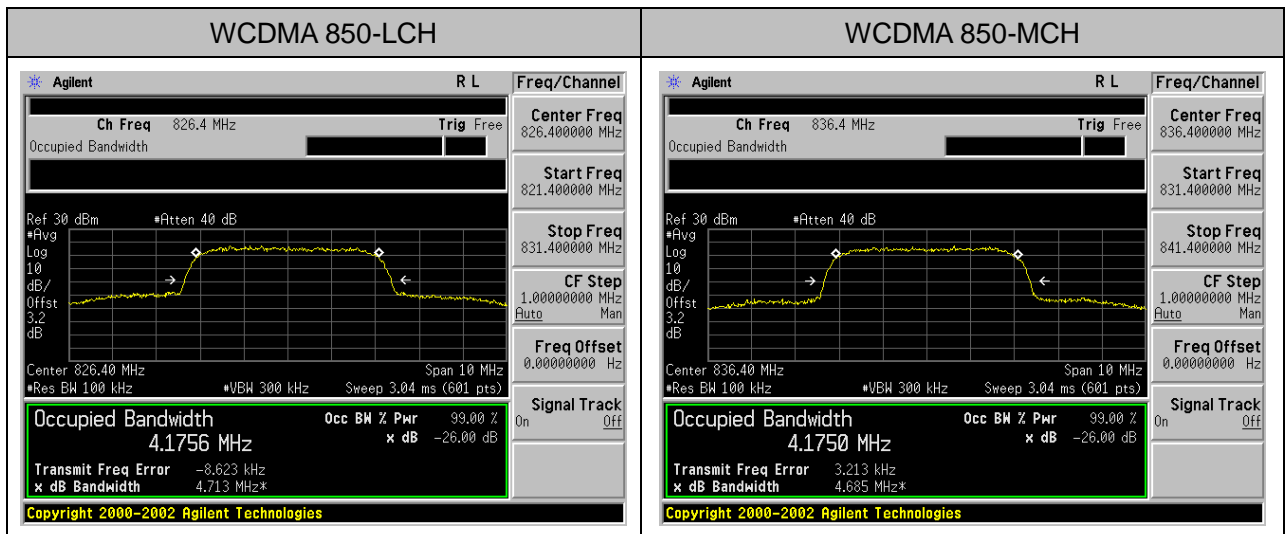 WCDMA 850-LCH
WCDMA 850-MCH
Agilent R L
Ch Freq 826.4 MHz Trig Free
Occupied Bandwidth
Ref 30 dBm #Atten 40 dB
#Avg
Log
10
dB/
Offst
3.2
dB
Center 826.40 MHz Span 10 MHz
#Res BW 100 kHz #VBW 300 kHz Sweep 3.04 ms (601 pts)
Occupied Bandwidth Occ BW % Pwr 99.00 %
4.1756 MHz x dB -26.00 dB
Transmit Freq Error -8.623 kHz
x dB Bandwidth 4.713 MHz*
Copyright 2000-2002 Agilent Technologies
Freq/Channel
Center Freq
826.400000 MHz
Start Freq
821.400000 MHz
Stop Freq
831.400000 MHz
CF Step
1.00000000 MHz
Auto Man
Freq Offset
0.00000000 Hz
Signal Track
On Off
Agilent R L
Ch Freq 836.4 MHz Trig Free
Occupied Bandwidth
Ref 30 dBm #Atten 40 dB
#Avg
Log
10
dB/
Offst
3.2
dB
Center 836.40 MHz Span 10 MHz
#Res BW 100 kHz #VBW 300 kHz Sweep 3.04 ms (601 pts)
Occupied Bandwidth Occ BW % Pwr 99.00 %
4.1750 MHz x dB -26.00 dB
Transmit Freq Error 3.213 kHz
x dB Bandwidth 4.685 MHz*
Copyright 2000-2002 Agilent Technologies
Freq/Channel
Center Freq
836.400000 MHz
Start Freq
831.400000 MHz
Stop Freq
841.400000 MHz
CF Step
1.00000000 MHz
Auto Man
Freq Offset
0.00000000 Hz
Signal Track
On Off